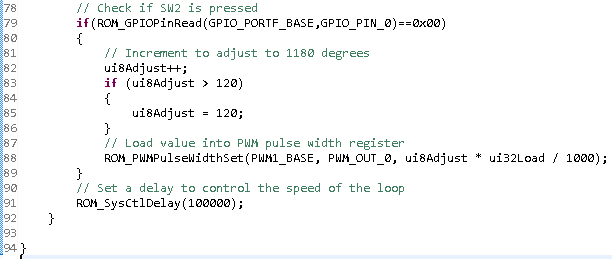 78 // Check if SW2 is pressed
79 if(ROM_GPIOPinRead(GPIO_PORTF_BASE,GPIO_PIN_0)==0x00)
80 {
81 // Increment to adjust to 1180 degrees
82 ui8Adjust++;
83 if (ui8Adjust > 120)
84 {
85 ui8Adjust = 120;
86 }
87 // Load value into PWM pulse width register
88 ROM_PWMPulseWidthSet(PWM1_BASE, PWM_OUT_0, ui8Adjust * ui32Load / 1000);
89 }
90 // Set a delay to control the speed of the loop
91 ROM_SysCtlDelay(100000);
92 }
93
94 }